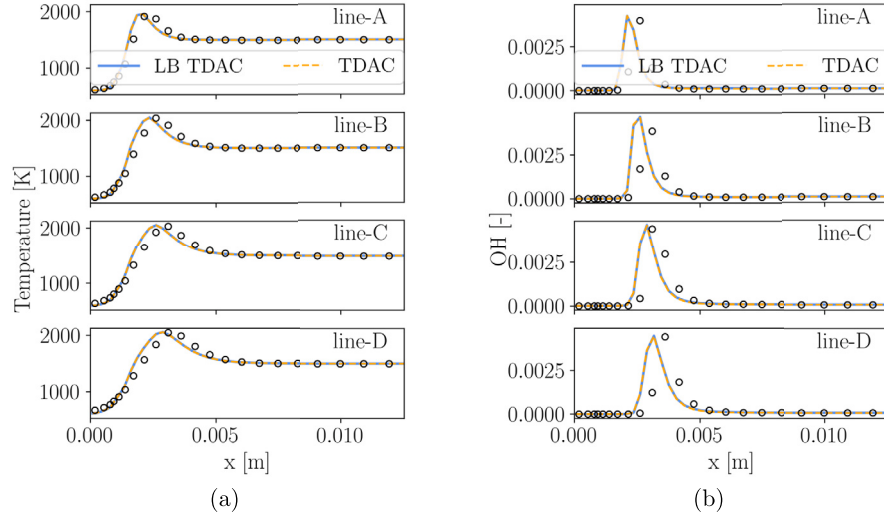 line-A
2000
1000
LB TDAC
TDAC
line-B
2000
1000
line-C
2000
1000
line-D
2000
1000
0.000
0.005
0.010
Temperature [K]
x [m]
(a)
line-A
0.0025
0.0000
LB TDAC
TDAC
line-B
0.0025
0.0000
line-C
0.0025
0.0000
line-D
0.0025
0.0000
0.000
0.005
0.010
OH [-]
x [m]
(b)